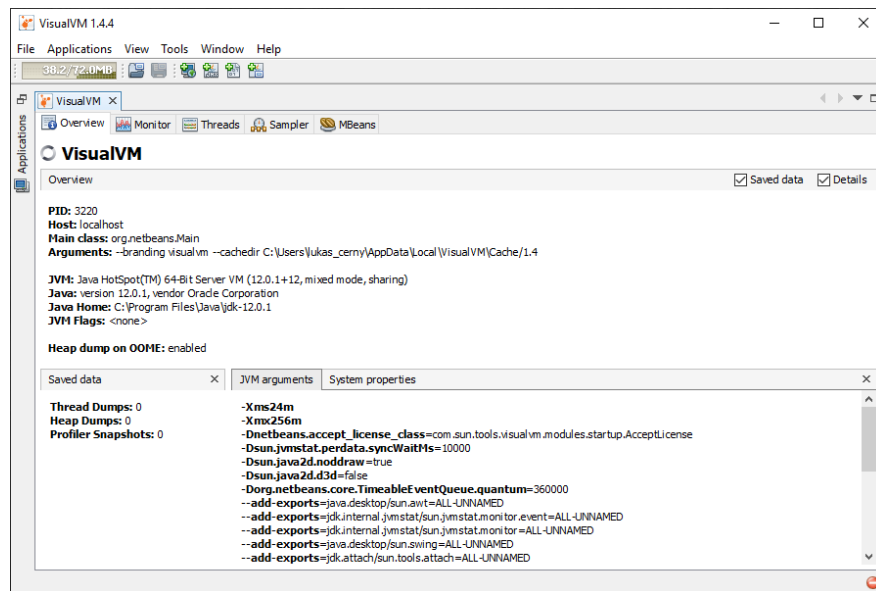 VisualVM 1.4.4
File Applications View Tools Window Help
38.2/72.0MB
VisualVM
Applications
Overview Monitor Threads Sampler MBeans
VisualVM
Overview Saved data Details
PID: 3220
Host: localhost
Main class: org.netbeans.Main
Arguments: --branding visualvm --cachedir C:\Users\lukas_cerny\AppData\Local\VisualVM\Cache/1.4
JVM: Java HotSpot(TM) 64-Bit Server VM (12.0.1+12, mixed mode, sharing)
Java: version 12.0.1, vendor Oracle Corporation
Java Home: C:\Program Files\Java\jdk-12.0.1
JVM Flags: <none>
Heap dump on OOME: enabled
Saved data JVM arguments System properties
Thread Dumps: 0
Heap Dumps: 0
Profiler Snapshots: 0
-Xms24m
-Xmx256m
-Dnetbeans.accept_license_class=com.sun.tools.visualvm.modules.startup.AcceptLicense
-Dsun.jvmstat.perdata.syncWaitMs=10000
-Dsun.java2d.noddraw=true
-Dsun.java2d.d3d=false
-Dorg.netbeans.core.TimeableEventQueue.quantum=360000
--add-exports=java.desktop/sun.awt=ALL-UNNAMED
--add-exports=jdk.internal.jvmstat/sun.jvmstat.monitor.event=ALL-UNNAMED
--add-exports=jdk.internal.jvmstat/sun.jvmstat.monitor=ALL-UNNAMED
--add-exports=java.desktop/sun.swing=ALL-UNNAMED
--add-exports=jdk.attach/sun.tools.attach=ALL-UNNAMED